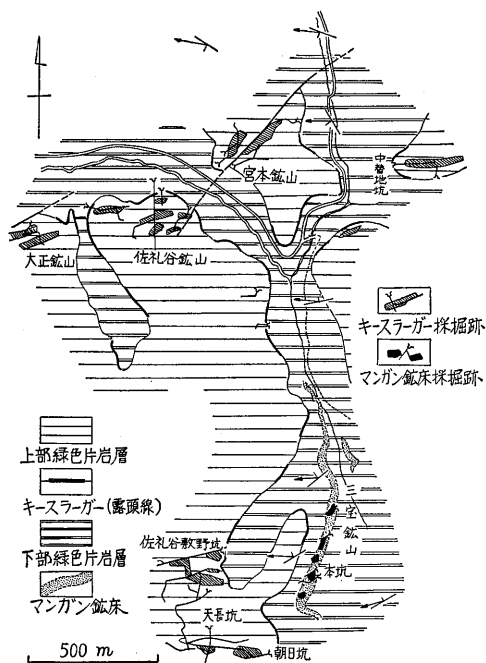 宮本鉱山
中替地坑
大正鉱山
佐礼谷鉱山
キースラーガー採掘跡
マンガン鉱床採掘跡
上部緑色片岩層
キースラーガー(露頭線)
下部緑色片岩層
マンガン鉱床
三宝鉱山
本坑
佐礼谷敷野坑
天長坑
朝日坑
500 m